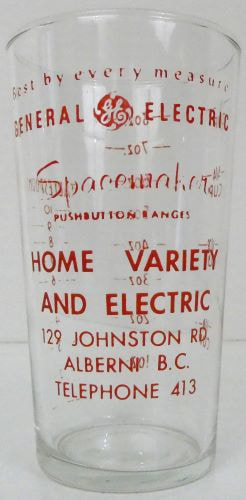 Best by every measure
GENERAL GE ELECTRIC
Spacemaker
PUSHBUTTON RANGES
HOME VARIETY
AND ELECTRIC
129 JOHNSTON RD.
ALBERNI B.C.
TELEPHONE 413